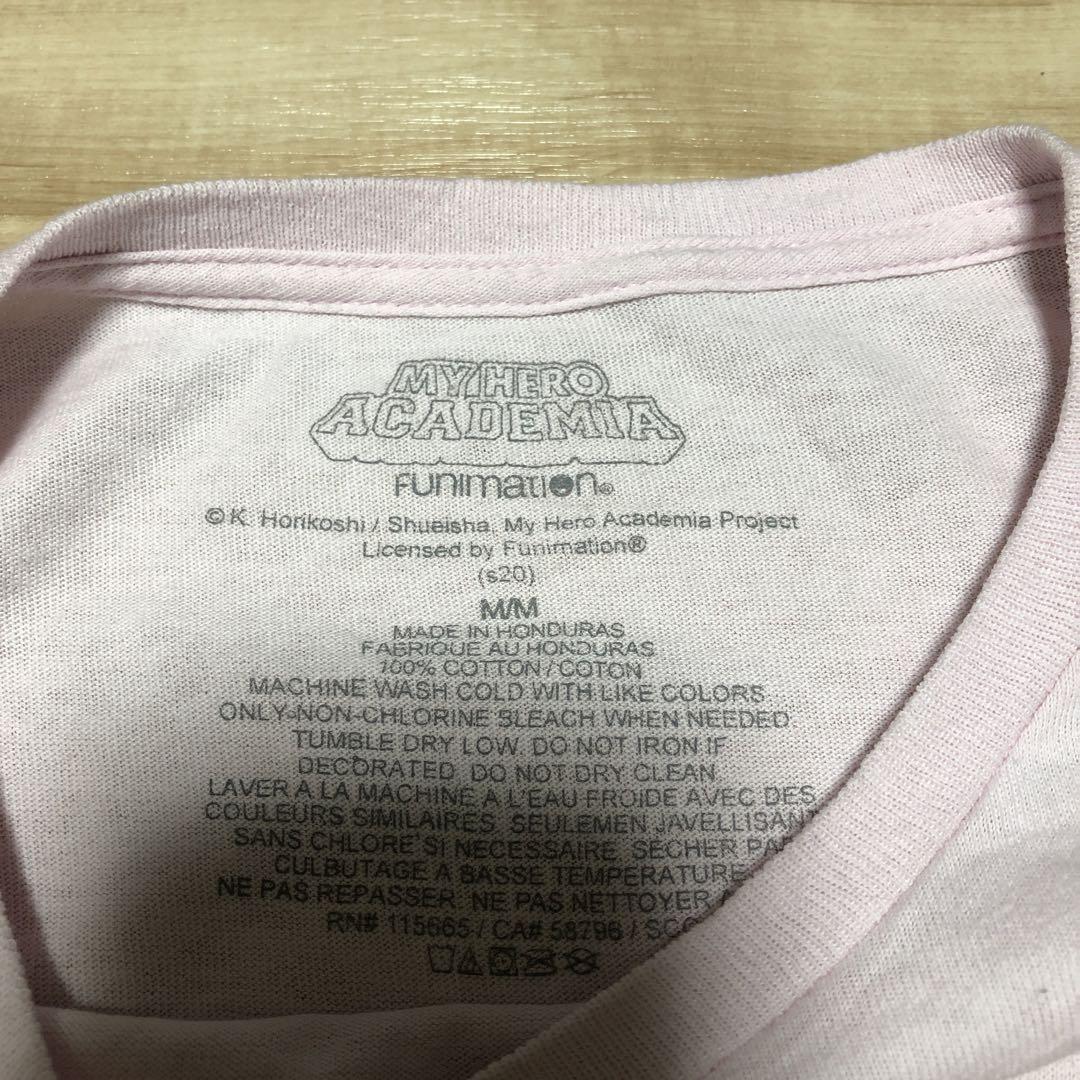 MY HERO
ACADEMIA
FUNIMATION®
© K. Horikoshi / Shueisha, My Hero Academia Project
Licensed by Funimation®
(s20)
M/M
MADE IN HONDURAS
FABRIQUE AU HONDURAS
100% COTTON / COTON
MACHINE WASH COLD WITH LIKE COLORS
ONLY-NON-CHLORINE BLEACH WHEN NEEDED
TUMBLE DRY LOW. DO NOT IRON IF
DECORATED. DO NOT DRY CLEAN
LAVER A LA MACHINE A L'EAU FROIDE AVEC DES
COULEURS SIMILAIRES. SEULEMEN JAVELLISANT
SANS CHLORE SI NECESSAIRE. SECHER PAR
CULBUTAGE A BASSE TEMPERATURE
NE PAS REPASSER. NE PAS NETTOYER
RN# 115665 / CA# 58796 /